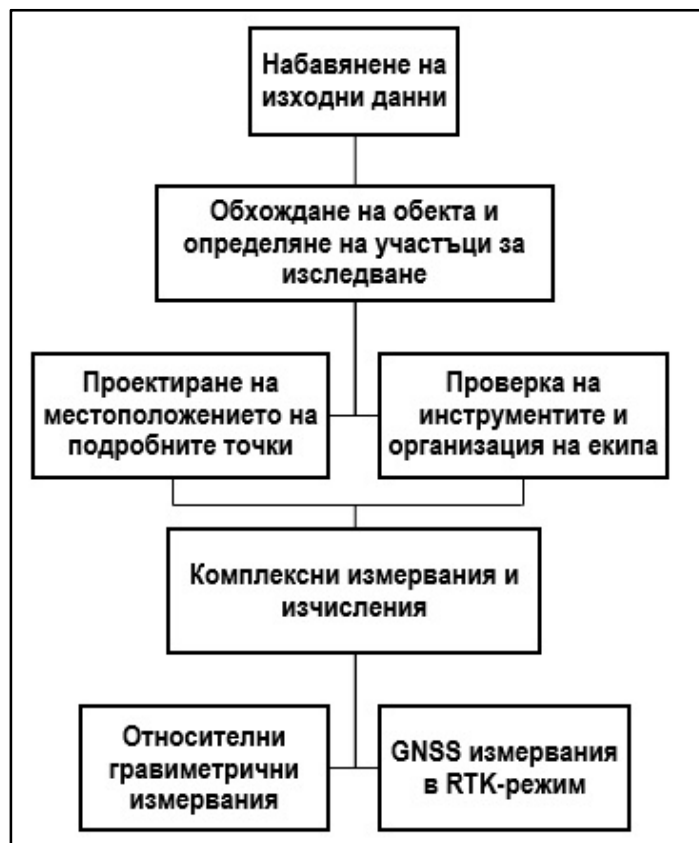 Набавянене на
изходни данни
Обхождане на обекта и
определяне на участъци за
изследване
Проектиране на
местоположението на
подробните точки
Проверка на
инструментите и
организация на екипа
Комплексни измервания и
изчисления
Относителни
гравиметрични
измервания
GNSS измервания
в RTK-режим